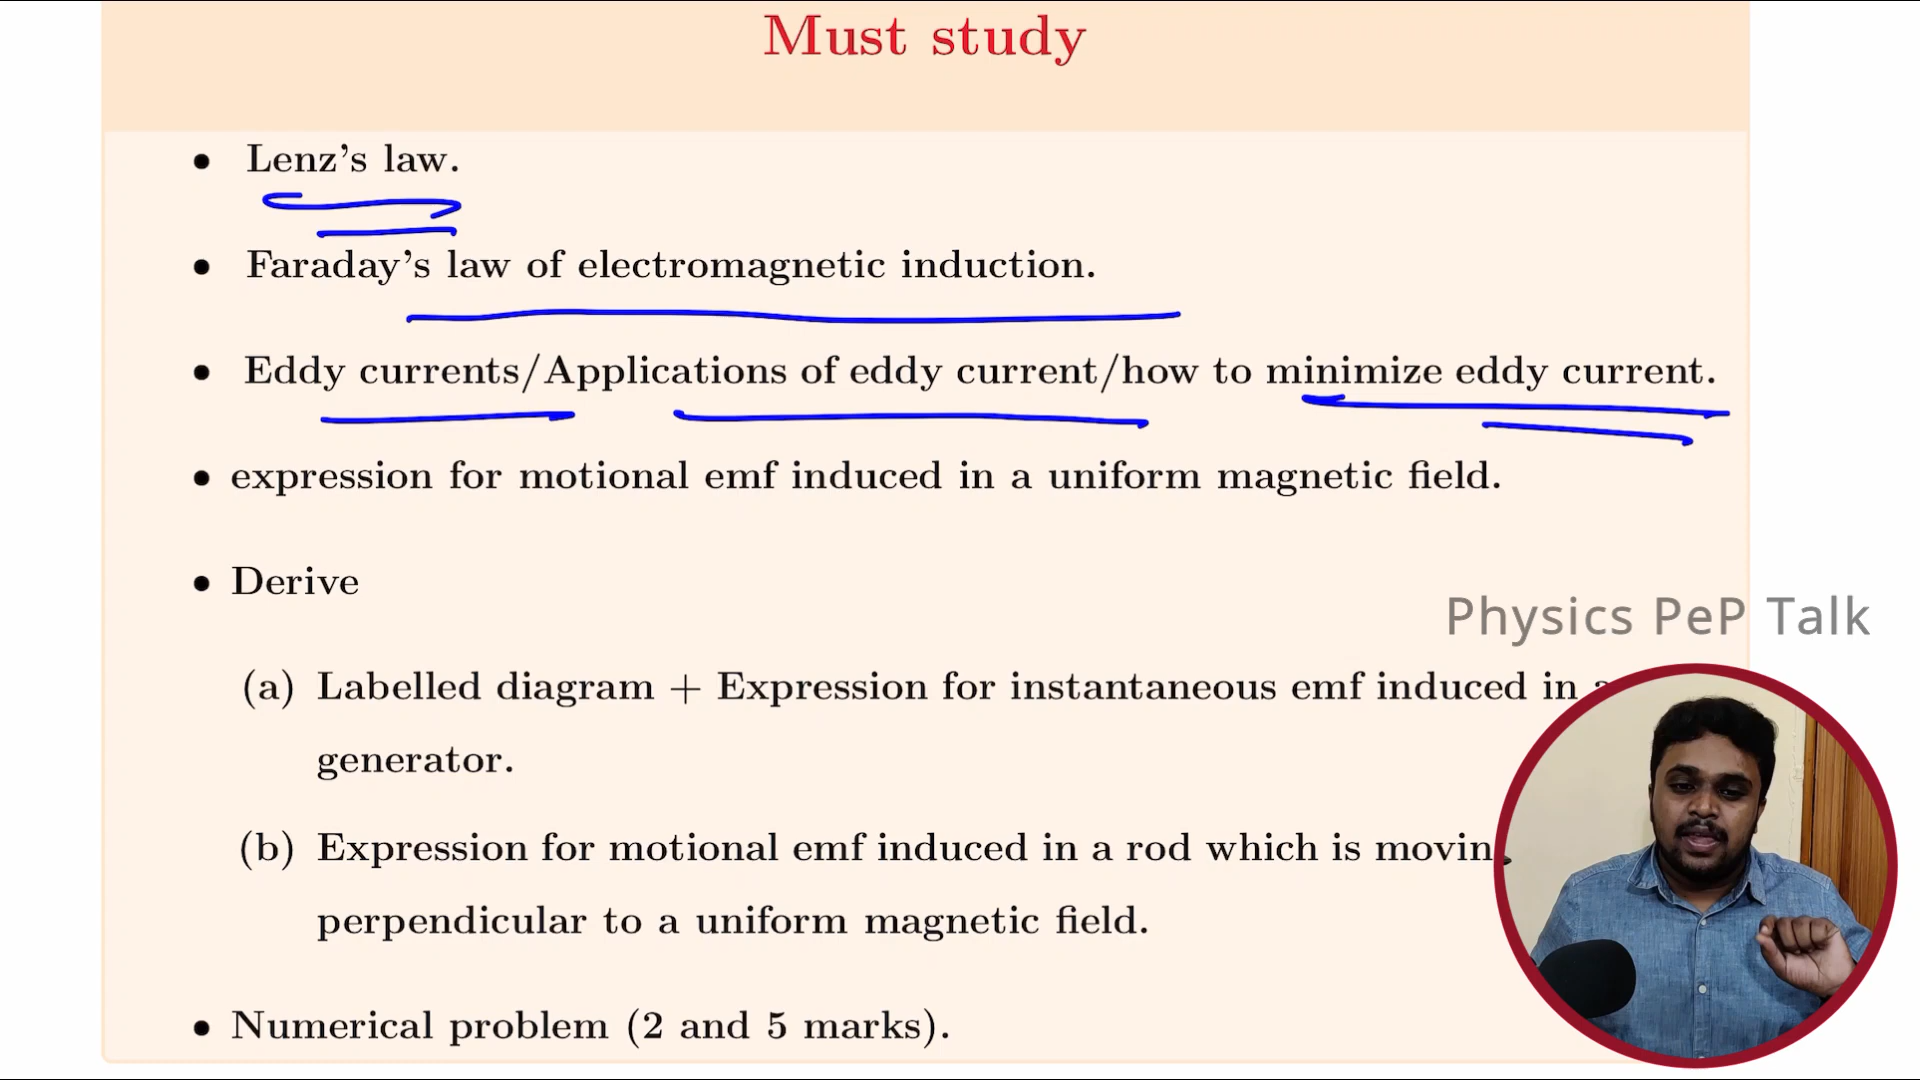 Must study
• Lenz's law.
• Faraday's law of electromagnetic induction.
• Eddy currents/Applications of eddy current/how to minimize eddy current.
• expression for motional emf induced in a uniform magnetic field.
• Derive
Physics PeP Talk
(a) Labelled diagram + Expression for instantaneous emf induced in
generator.
(b) Expression for motional emf induced in a rod which is movin
perpendicular to a uniform magnetic field.
• Numerical problem (2 and 5 marks).